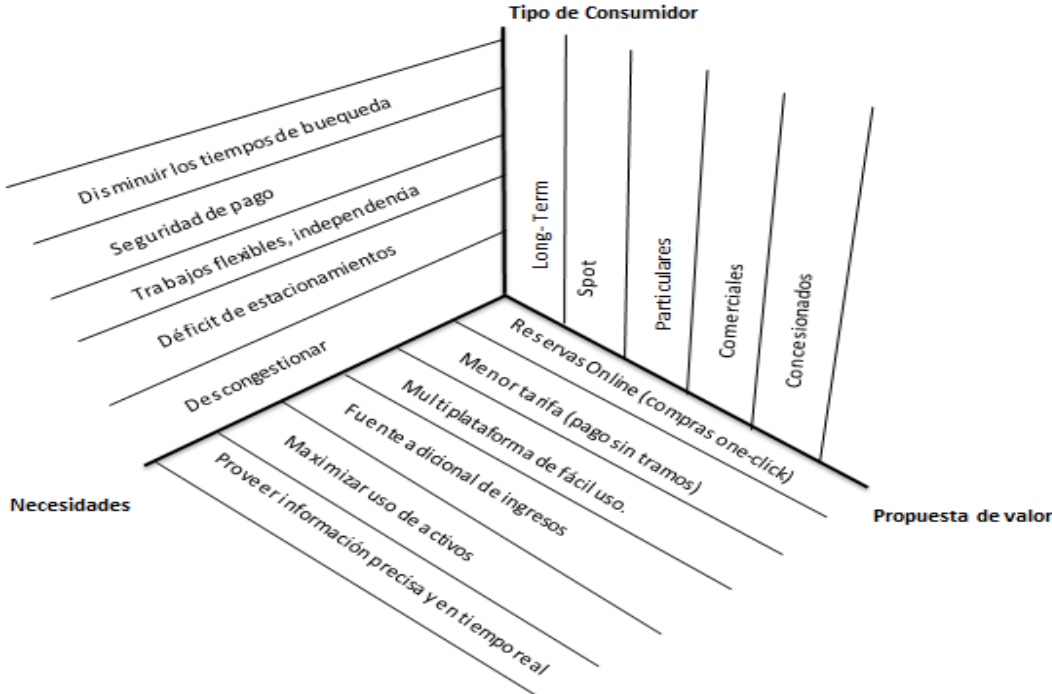 Tipo de Consumidor
Disminuir los tiempos de buequeda
Seguridad de pago
Trabajos flexibles, independencia
Déficit de estacionamientos
Descongestionar
Long- Term
Spot
Particulares
Comerciales
Concesionados
Reservas Online (compras one-click)
Menor tarifa (pago sin tramos)
Multiplataforma de fácil uso.
Fuente adicional de ingresos
Maximizar uso de activos
Proveer información precisa y en tiempo real
Necesidades
Propuesta de valor